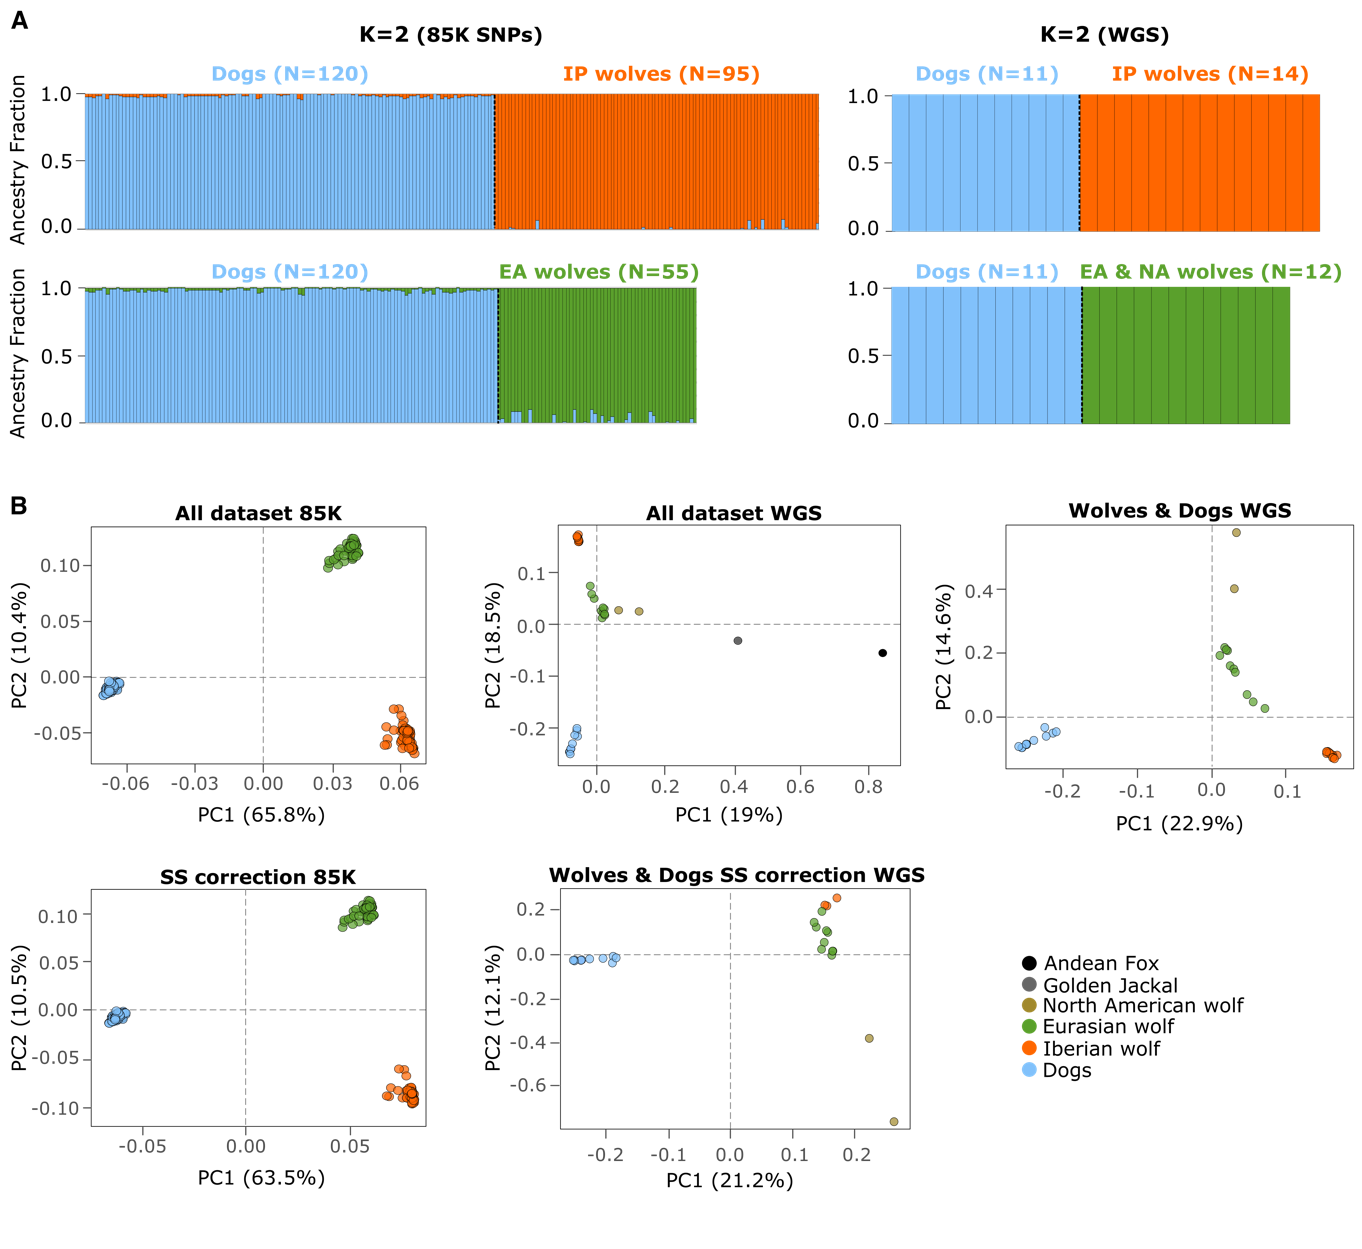 A
K=2 (85K SNPs)
K=2 (WGS)
Dogs (N=120)
IP wolves (N=95)
Dogs (N=11)
IP wolves (N=14)
Ancestry Fraction
1.0
0.5
0.0
1.0
0.5
0.0
Dogs (N=120)
EA wolves (N=55)
Dogs (N=11)
EA & NA wolves (N=12)
Ancestry Fraction
1.0
0.5
0.0
1.0
0.5
0.0
B
All dataset 85K
PC2 (10.4%)
0.10
0.05
0.00
-0.05
-0.06
-0.03
0.00
0.03
0.06
PC1 (65.8%)
All dataset WGS
PC2 (18.5%)
0.1
0.0
-0.1
-0.2
0.0
0.2
0.4
0.6
0.8
PC1 (19%)
Wolves & Dogs WGS
PC2 (14.6%)
0.4
0.2
0.0
-0.2
-0.1
0.0
0.1
PC1 (22.9%)
SS correction 85K
PC2 (10.5%)
0.10
0.05
0.00
-0.05
-0.10
-0.05
0.00
0.05
PC1 (63.5%)
Wolves & Dogs SS correction WGS
PC2 (12.1%)
0.2
0.0
-0.2
-0.4
-0.6
-0.2
-0.1
0.0
0.1
0.2
PC1 (21.2%)
Andean Fox
Golden Jackal
North American wolf
Eurasian wolf
Iberian wolf
Dogs